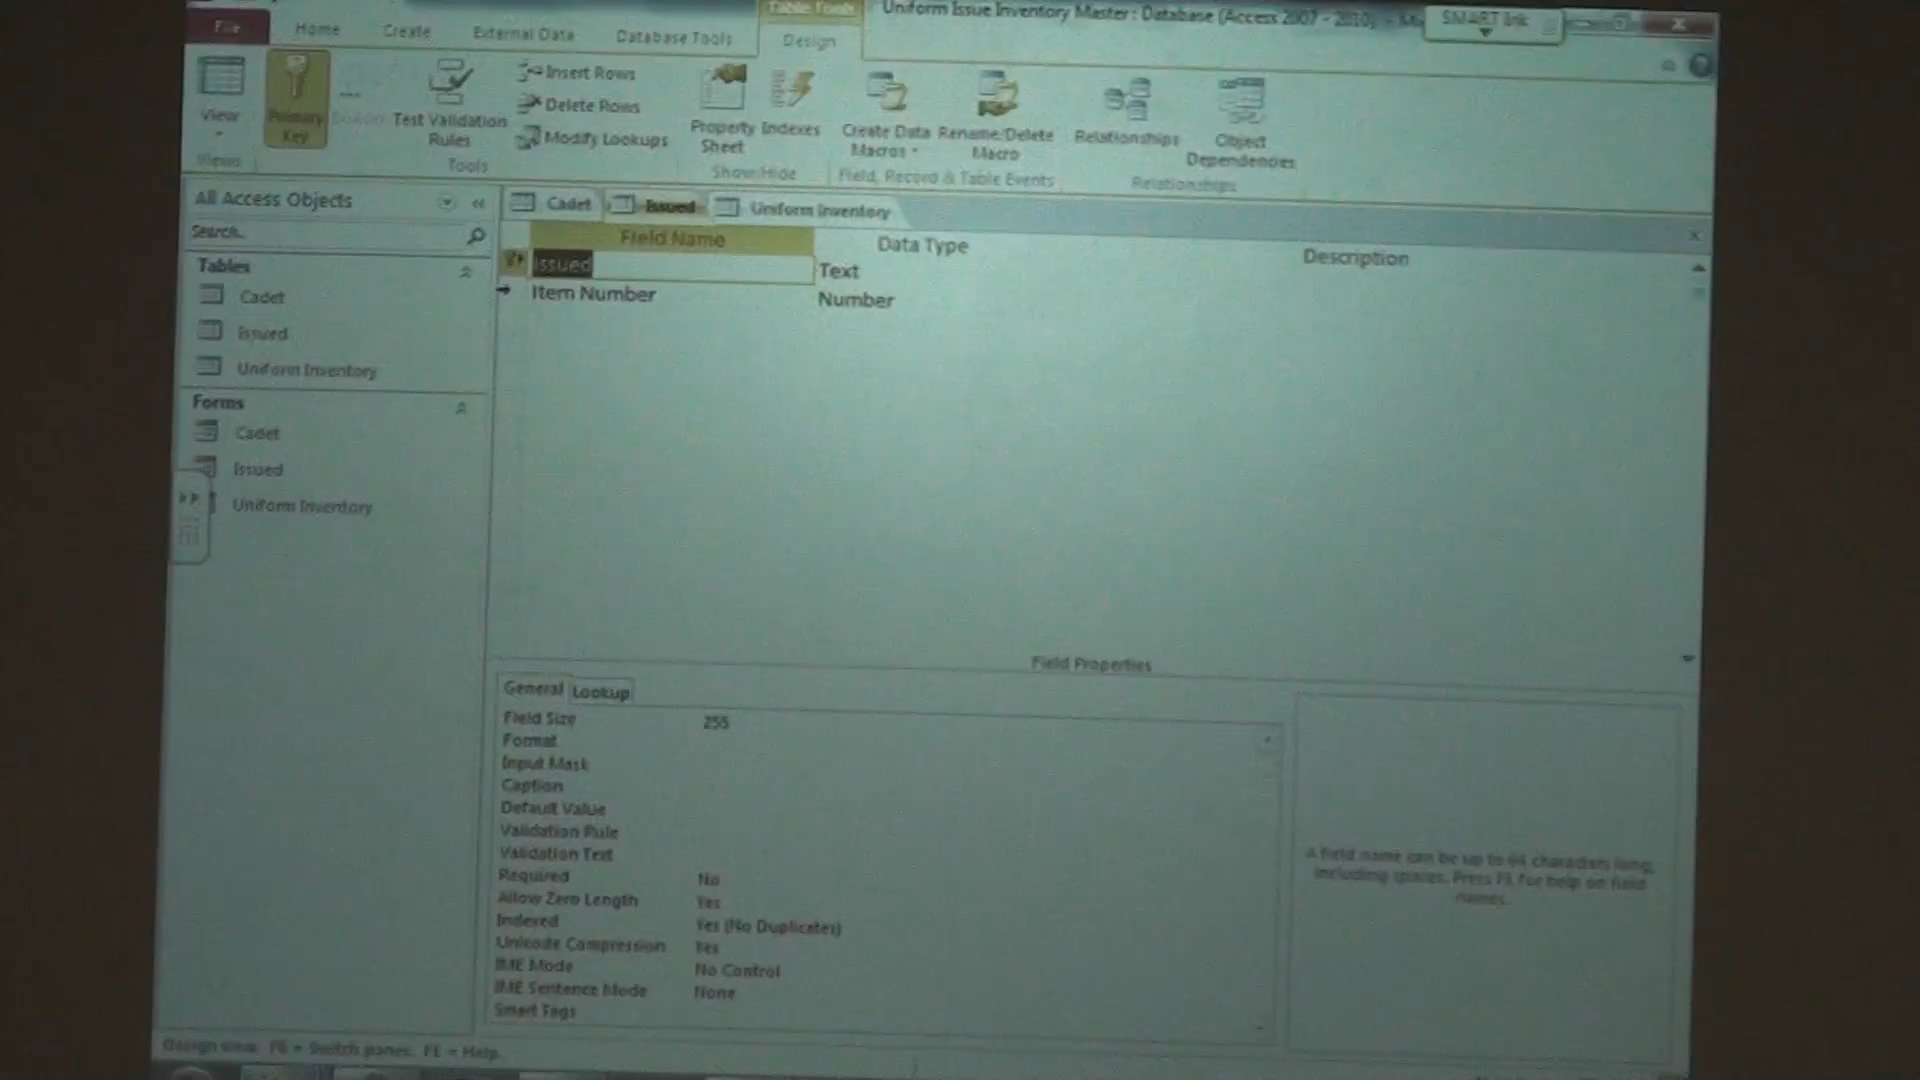 Table Tools
Uniform Issue Inventory Master : Database (Access 2007 - 2010)
SMART Ink
File
Home
Create
External Data
Database Tools
Design
View
Primary Key
Builder
Test Validation Rules
Insert Rows
Delete Rows
Modify Lookups
Property Sheet
Indexes
Create Data Macros
Rename/Delete Macro
Relationships
Object Dependencies
Views
Tools
Show/Hide
Field, Record & Table Events
Relationships
All Access Objects
Search..
Tables
Cadet
Issued
Uniform Inventory
Forms
Cadet
Issued
Uniform Inventory
Cadet
Issued
Uniform Inventory
Field Name
Data Type
Description
Issued
Text
Item Number
Number
Field Properties
General
Lookup
Field Size
255
Format
Input Mask
Caption
Default Value
Validation Rule
Validation Text
Required
No
Allow Zero Length
Yes
Indexed
Yes (No Duplicates)
Unicode Compression
Yes
IME Mode
No Control
IME Sentence Mode
None
Smart Tags
A field name can be up to 64 characters long,
including spaces. Press F1 for help on field
names.
Design view. F6 = Switch panes. F1 = Help.